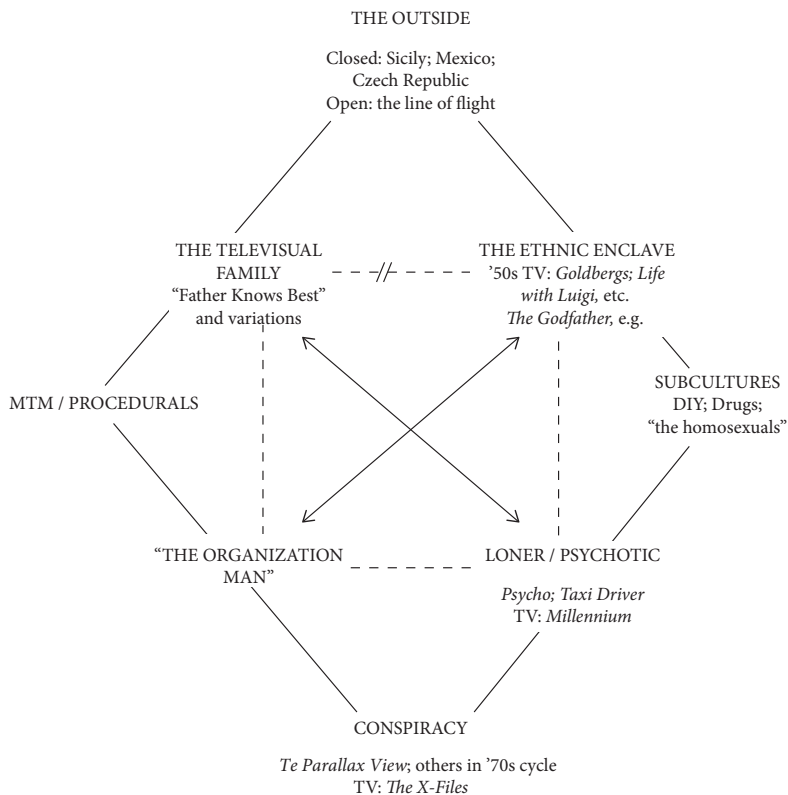 THE OUTSIDE
Closed: Sicily; Mexico;
Czech Republic
Open: the line of flight
THE TELEVISUAL
FAMILY
“Father Knows Best”
and variations
THE ETHNIC ENCLAVE
’50s TV: Goldbergs; Life
with Luigi, etc.
The Godfather, e.g.
MTM / PROCEDURALS
SUBCULTURES
DIY; Drugs;
“the homosexuals”
“THE ORGANIZATION
MAN”
LONER / PSYCHOTIC
Psycho; Taxi Driver
TV: Millennium
CONSPIRACY
Te Parallax View; others in ’70s cycle
TV: The X-Files